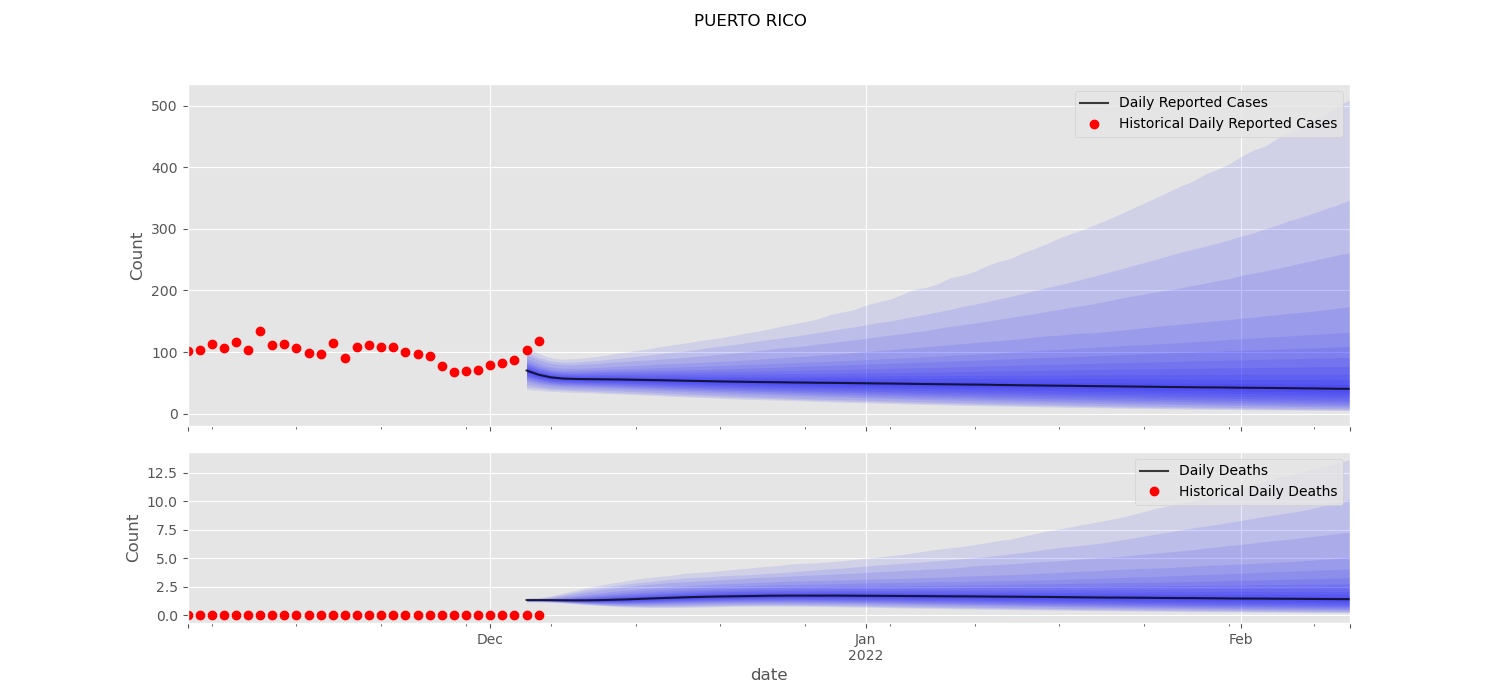 PUERTO RICO
500
400
300
200
100
0
Count
Daily Reported Cases
Historical Daily Reported Cases
12.5
10.0
7.5
5.0
2.5
0.0
Count
Daily Deaths
Historical Daily Deaths
Dec
Jan
2022
Feb
date